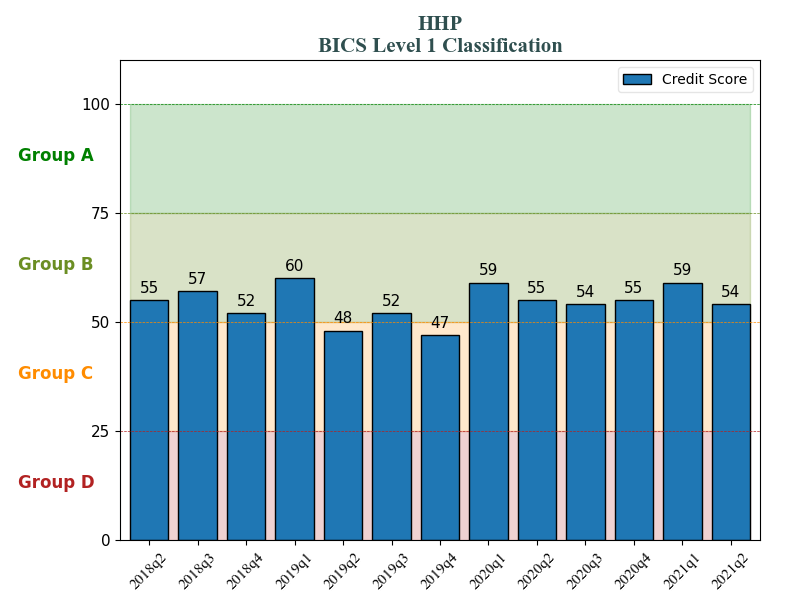 HHP
BICS Level 1 Classification
Credit Score
100
Group A
75
Group B
60
59
59
57
55
55
55
54
54
52
52
50
48
47
Group C
25
Group D
0
2018q2 2018q3 2018q4 2019q1 2019q2 2019q3 2019q4 2020q1 2020q2 2020q3 2020q4 2021q1 2021q2